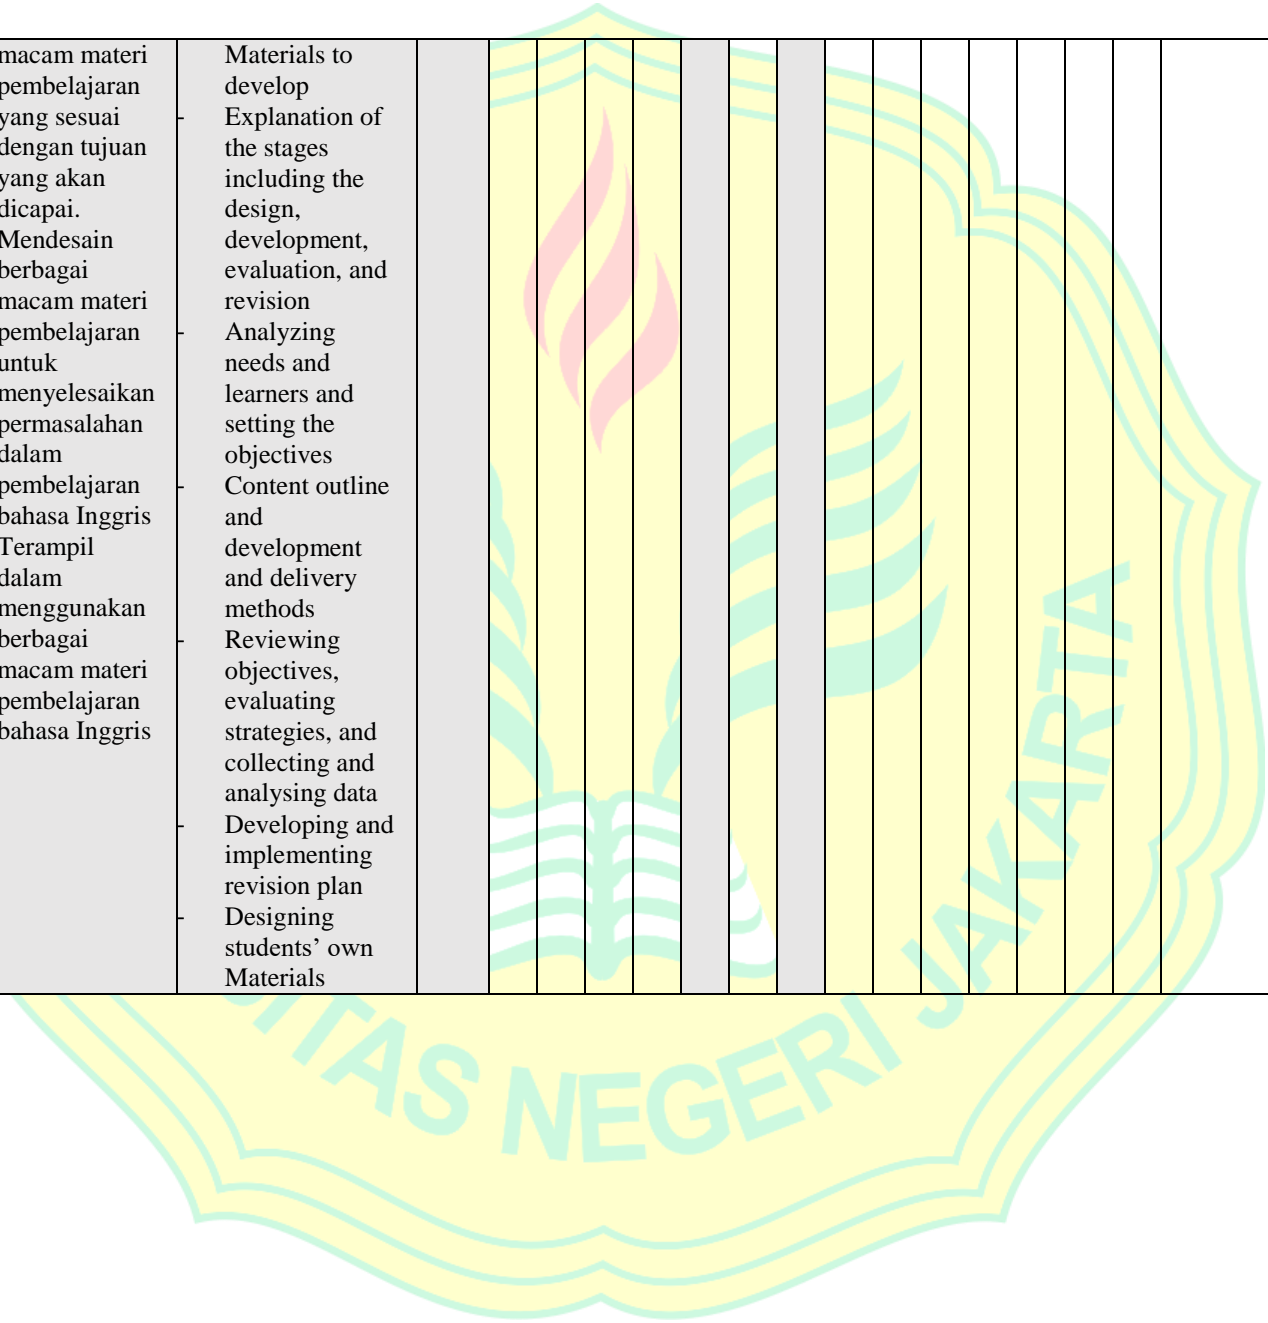 macam materi
pembelajaran
yang sesuai
dengan tujuan
yang akan
dicapai.
Mendesain
berbagai
macam materi
pembelajaran
untuk
menyelesaikan
permasalahan
dalam
pembelajaran
bahasa Inggris
Terampil
dalam
menggunakan
berbagai
macam materi
pembelajaran
bahasa Inggris
Materials to
develop
- Explanation of
the stages
including the
design,
development,
evaluation, and
revision
- Analyzing
needs and
learners and
setting the
objectives
- Content outline
and
development
and delivery
methods
- Reviewing
objectives,
evaluating
strategies, and
collecting and
analysing data
- Developing and
implementing
revision plan
- Designing
students’ own
Materials
ITAS NEGERI JAKARTA